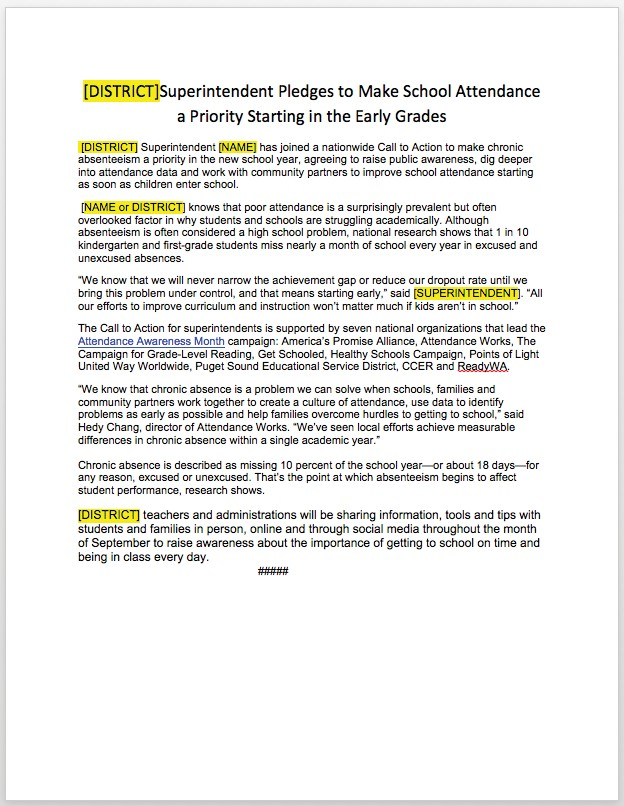 [DISTRICT]Superintendent Pledges to Make School Attendance
a Priority Starting in the Early Grades
[DISTRICT] Superintendent [NAME] has joined a nationwide Call to Action to make chronic
absenteeism a priority in the new school year, agreeing to raise public awareness, dig deeper
into attendance data and work with community partners to improve school attendance starting
as soon as children enter school.
[NAME or DISTRICT] knows that poor attendance is a surprisingly prevalent but often
overlooked factor in why students and schools are struggling academically. Although
absenteeism is often considered a high school problem, national research shows that 1 in 10
kindergarten and first-grade students miss nearly a month of school every year in excused and
unexcused absences.
“We know that we will never narrow the achievement gap or reduce our dropout rate until we
bring this problem under control, and that means starting early,” said [SUPERINTENDENT]. “All
our efforts to improve curriculum and instruction won’t matter much if kids aren’t in school.”
The Call to Action for superintendents is supported by seven national organizations that lead the
Attendance Awareness Month campaign: America’s Promise Alliance, Attendance Works, The
Campaign for Grade-Level Reading, Get Schooled, Healthy Schools Campaign, Points of Light
United Way Worldwide, Puget Sound Educational Service District, CCER and ReadyWA.
“We know that chronic absence is a problem we can solve when schools, families and
community partners work together to create a culture of attendance, use data to identify
problems as early as possible and help families overcome hurdles to getting to school,” said
Hedy Chang, director of Attendance Works. “We’ve seen local efforts achieve measurable
differences in chronic absence within a single academic year.”
Chronic absence is described as missing 10 percent of the school year—or about 18 days—for
any reason, excused or unexcused. That’s the point at which absenteeism begins to affect
student performance, research shows.
[DISTRICT] teachers and administrations will be sharing information, tools and tips with
students and families in person, online and through social media throughout the month
of September to raise awareness about the importance of getting to school on time and
being in class every day.
#####